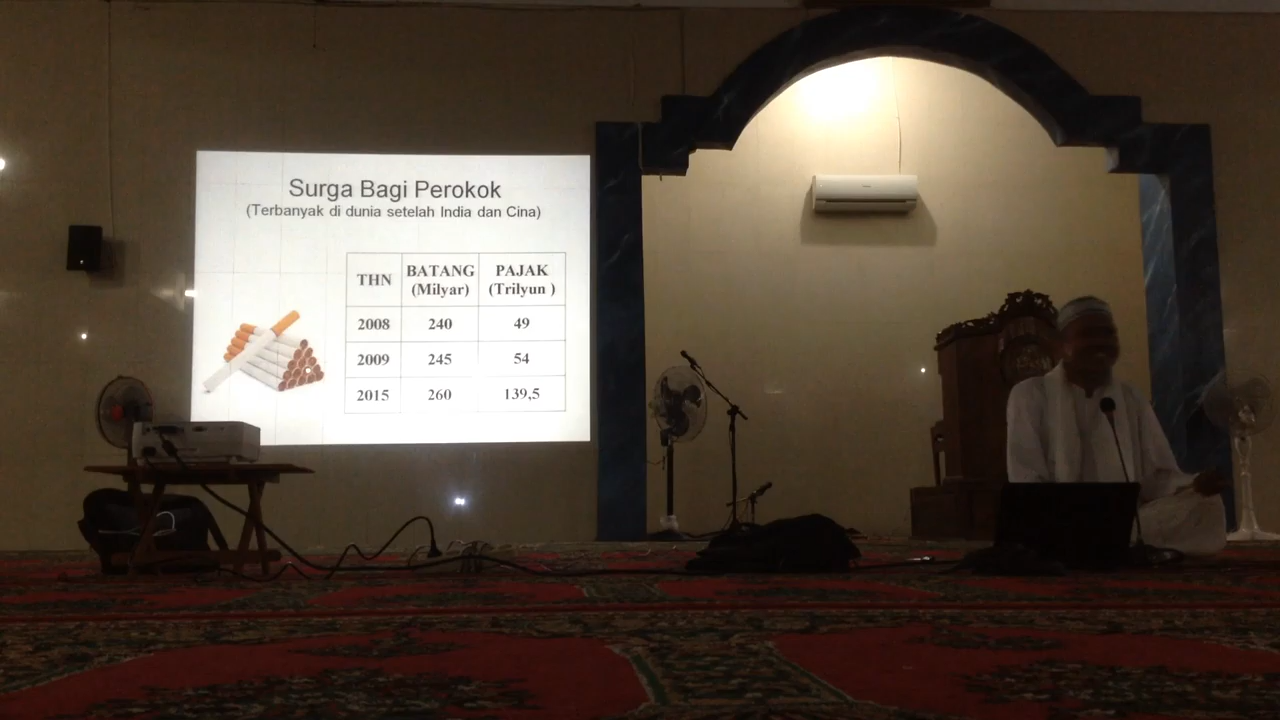 Surga Bagi Perokok
(Terbanyak di dunia setelah India dan Cina)
THN BATANG (Milyar) PAJAK (Trilyun )
2008 240 49
2009 245 54
2015 260 139,5